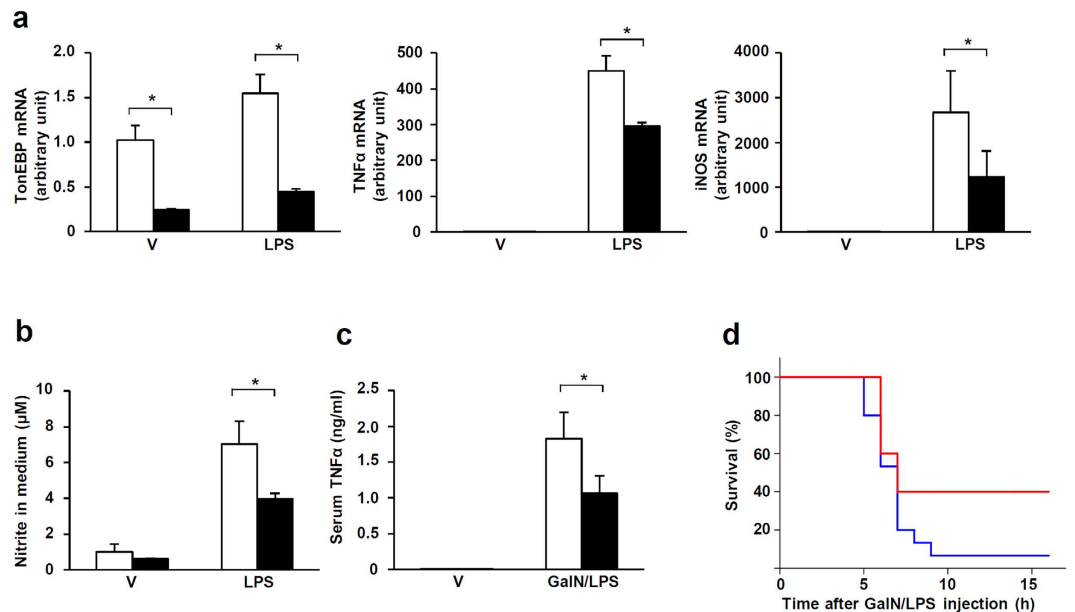 a
TonEBP mRNA
(arbitrary unit)
2.0
1.5
1.0
0.5
0
*
*
V
LPS
TNFα mRNA
(arbitrary unit)
500
400
300
200
100
0
*
V
LPS
iNOS mRNA
(arbitrary unit)
4000
3000
2000
1000
0
*
V
LPS
b
Nitrite in medium (μM)
10
8
6
4
2
0
*
V
LPS
c
Serum TNFα (ng/ml)
2.5
2.0
1.5
1.0
0.5
0
*
V
GalN/LPS
d
Survival (%)
100
80
60
40
20
0
5
10
15
Time after GalN/LPS injection (h)